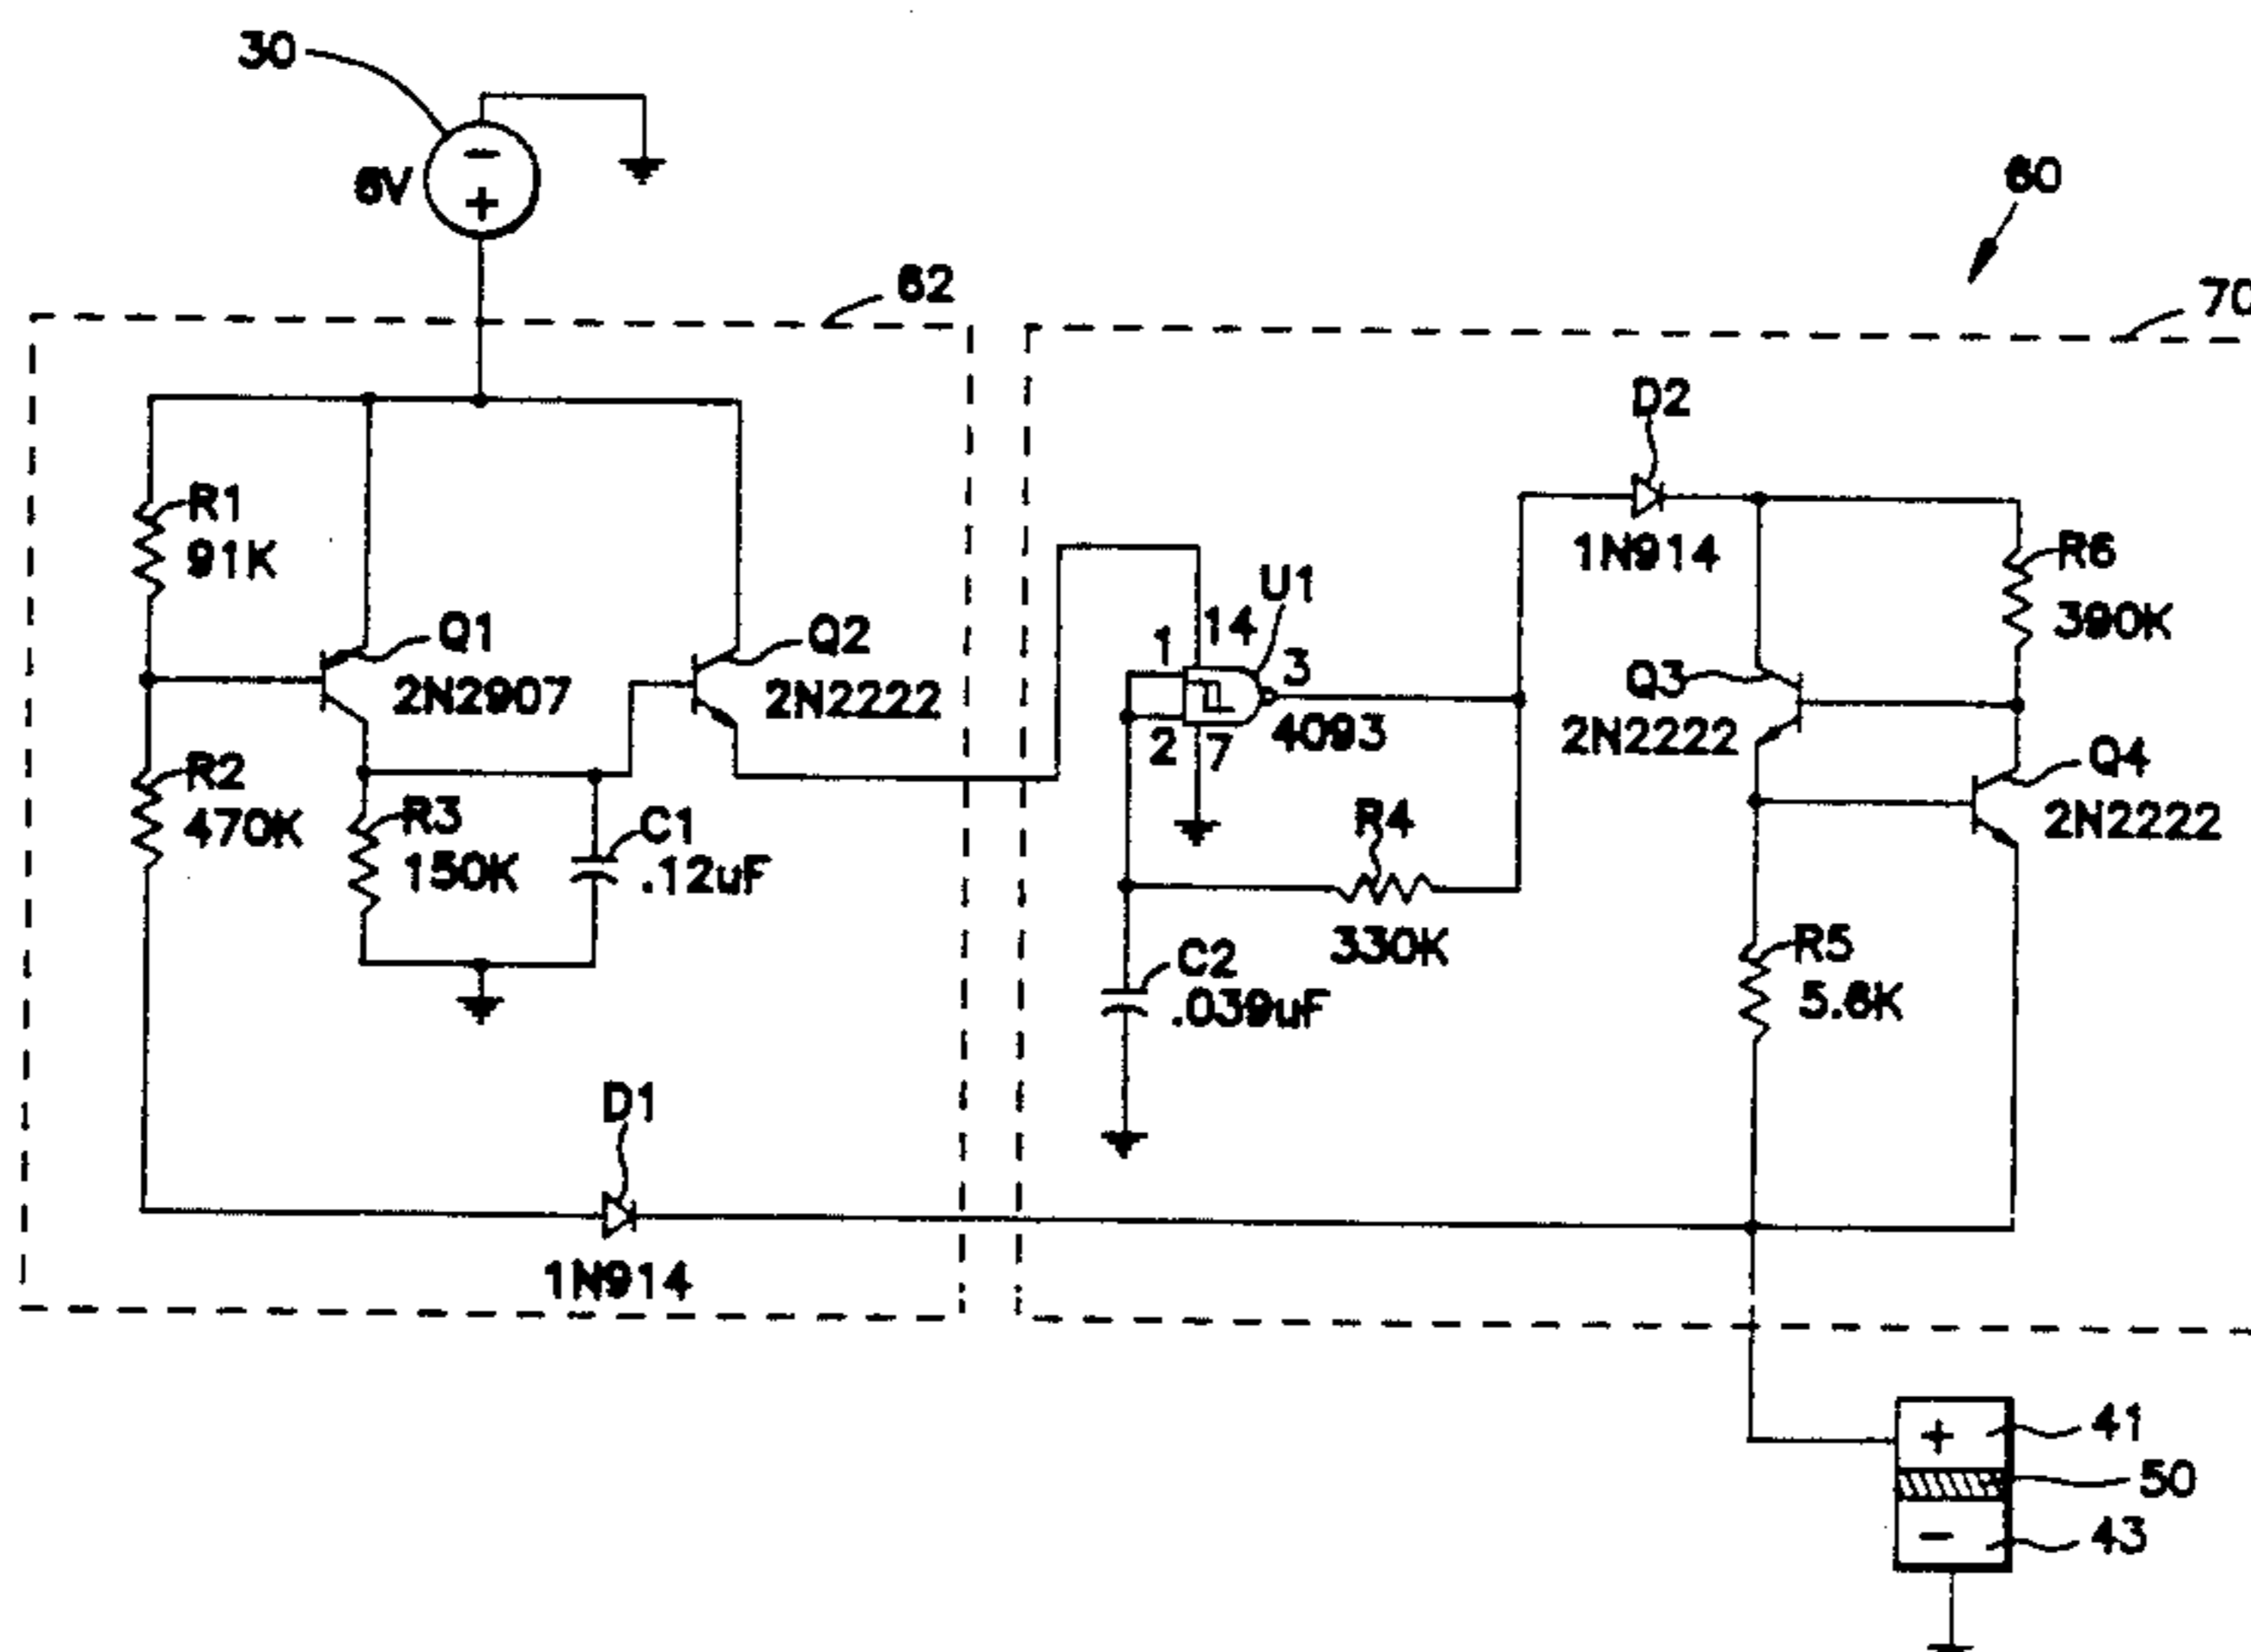 30
6V
60
62
70
D2
1N914
R1
91K
Q1
2N2907
Q2
2N2222
U1
1
14
3
4093
2
7
R6
390K
Q3
2N2222
Q4
2N2222
R2
470K
R3
150K
C1
.12uF
R4
330K
C2
.039uF
R5
5.6K
D1
1N914
+
41
50
-
43